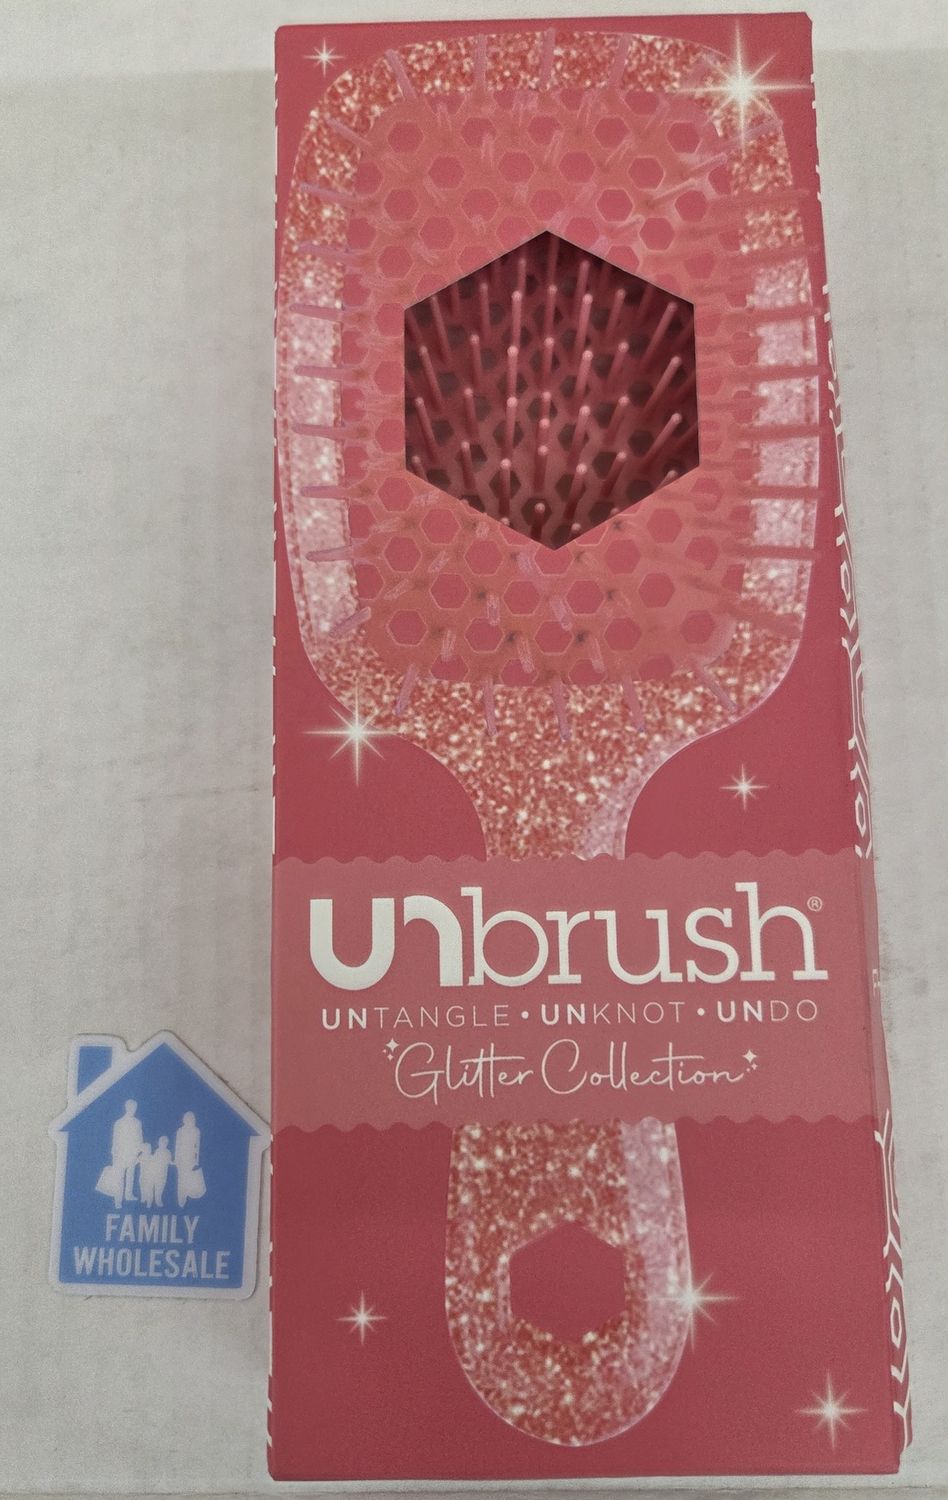 unbrush®
UNTANGLE • UNKNOT • UNDO
Glitter Collection
FAMILY
WHOLESALE